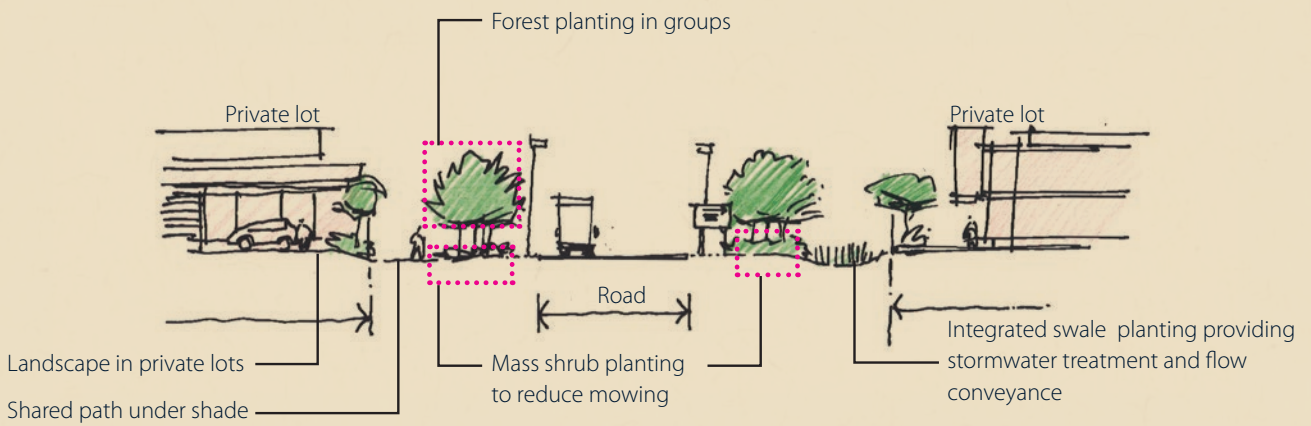 Forest planting in groups
Private lot
Private lot
Road
Landscape in private lots
Shared path under shade
Mass shrub planting
to reduce mowing
Integrated swale planting providing
stormwater treatment and flow
conveyance